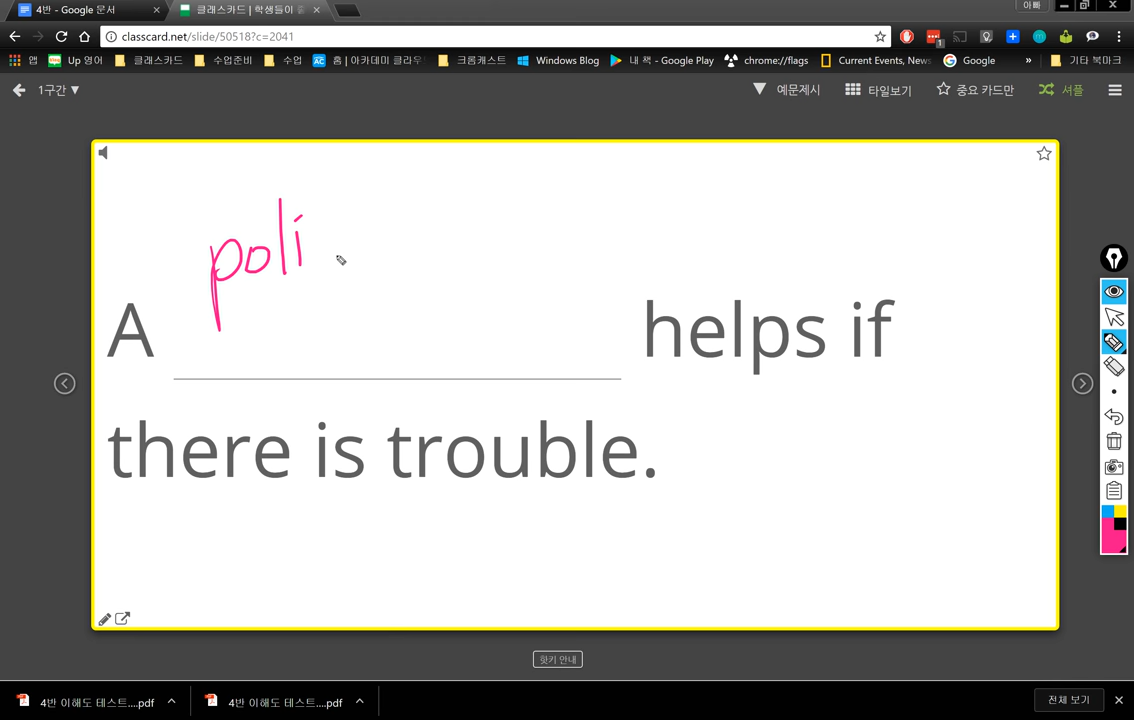 4반 - Google 문서
클래스카드 | 학생들이 좋
아빠
classcard.net/slide/50518?c=2041
1
앱
Up 영어
클래스카드
수업준비
수업
AC
홈 | 아카데미 클라우
크롬캐스트
Windows Blog
내 책 - Google Play
chrome://flags
Current Events, News
G
Google
»
기타 북마크
1구간 ▼
예문제시
타일보기
중요 카드만
셔플
poli
A ____ helps if
there is trouble.
핫키 안내
4반 이해도 테스트....pdf
4반 이해도 테스트....pdf
전체 보기